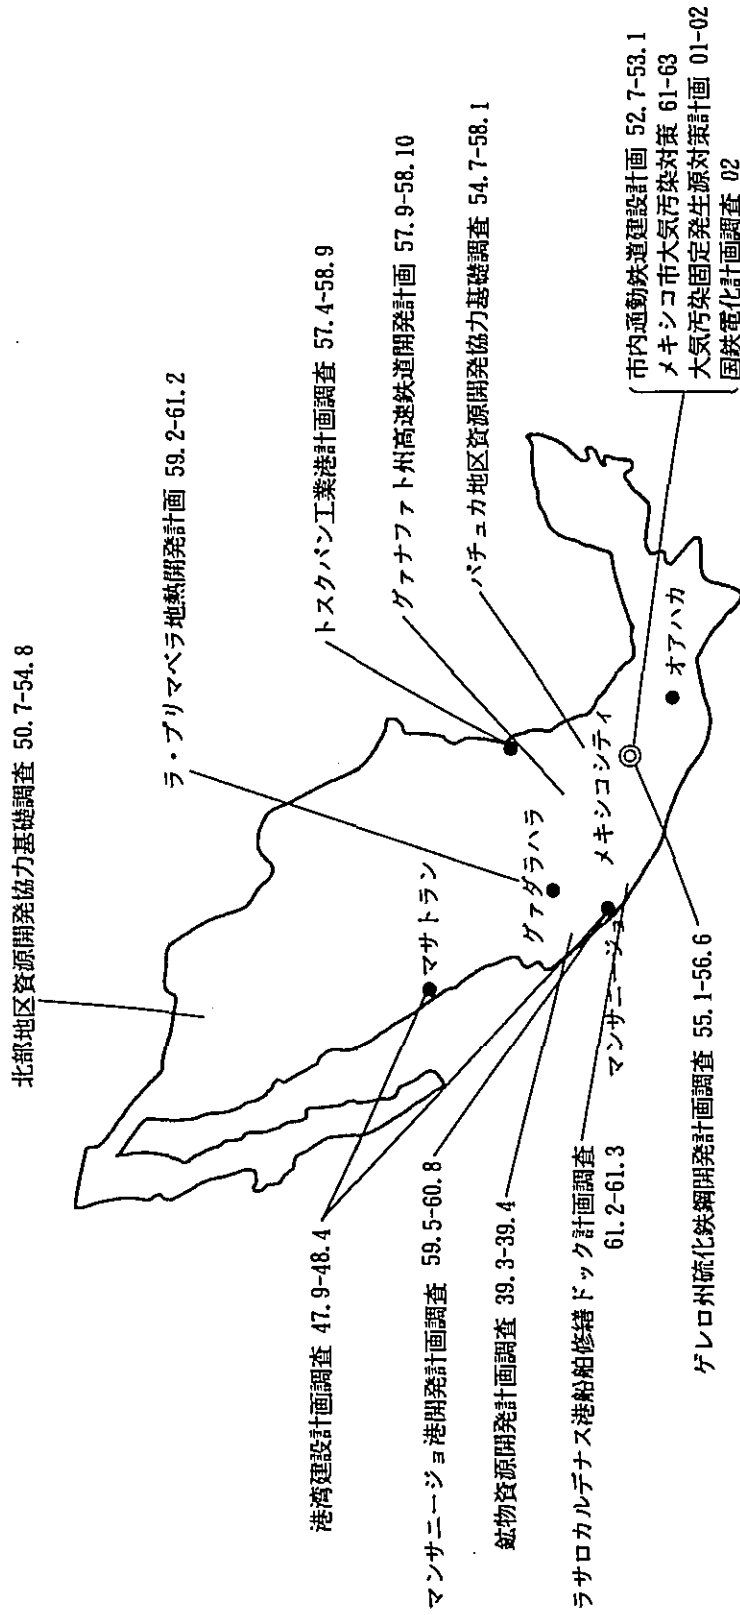 北部地区資源開発協力基礎調査 50.7-54.8
ラ・プリマベラ地熱開発計画 59.2-61.2
トスクパン工業港計画調査 57.4-58.9
グァナファト州高速鉄道開発計画 57.9-58.10
パチュカ地区資源開発協力基礎調査 54.7-58.1
市内通勤鉄道建設計画 52.7-53.1
メキシコ市大気汚染対策 61-63
大気汚染固定発生源対策計画 01-02
国鉄電化計画調査 02
マサトラン
グァダラハラ
メキシコシティ
オアハカ
マンサニージョ
港湾建設計画調査 47.9-48.4
マンサニージョ港開発計画調査 59.5-60.8
鉱物資源開発計画調査 39.3-39.4
ラサロカルデナス港船舶修繕ドック計画調査
61.2-61.3
ゲレロ州硫化鉄鋼開発計画調査 55.1-56.6